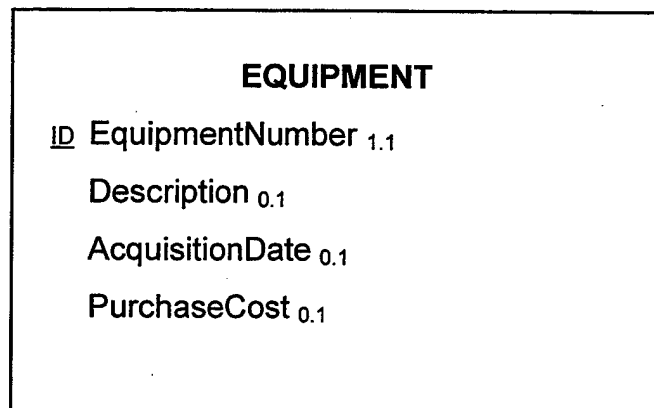 EQUIPMENT
ID EquipmentNumber 1.1
Description 0.1
AcquisitionDate 0.1
PurchaseCost 0.1